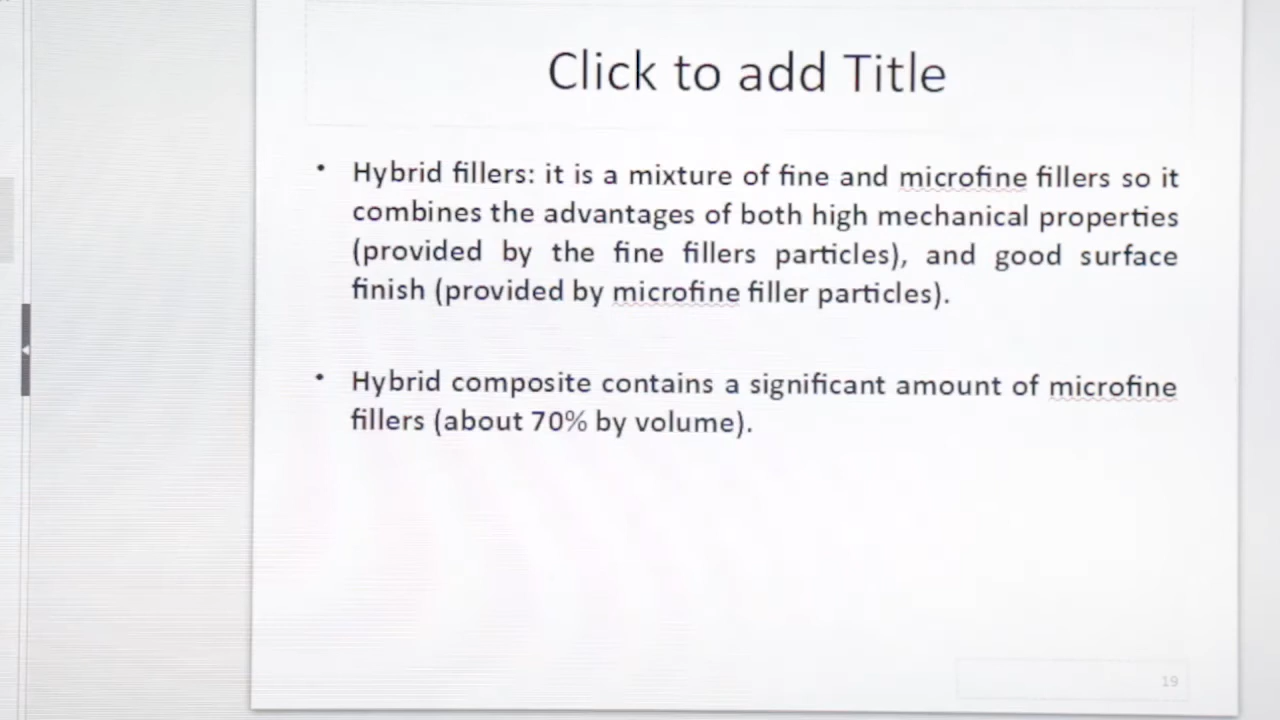 Click to add Title
• Hybrid fillers: it is a mixture of fine and microfine fillers so it
combines the advantages of both high mechanical properties
(provided by the fine fillers particles), and good surface
finish (provided by microfine filler particles).
• Hybrid composite contains a significant amount of microfine
fillers (about 70% by volume).
19